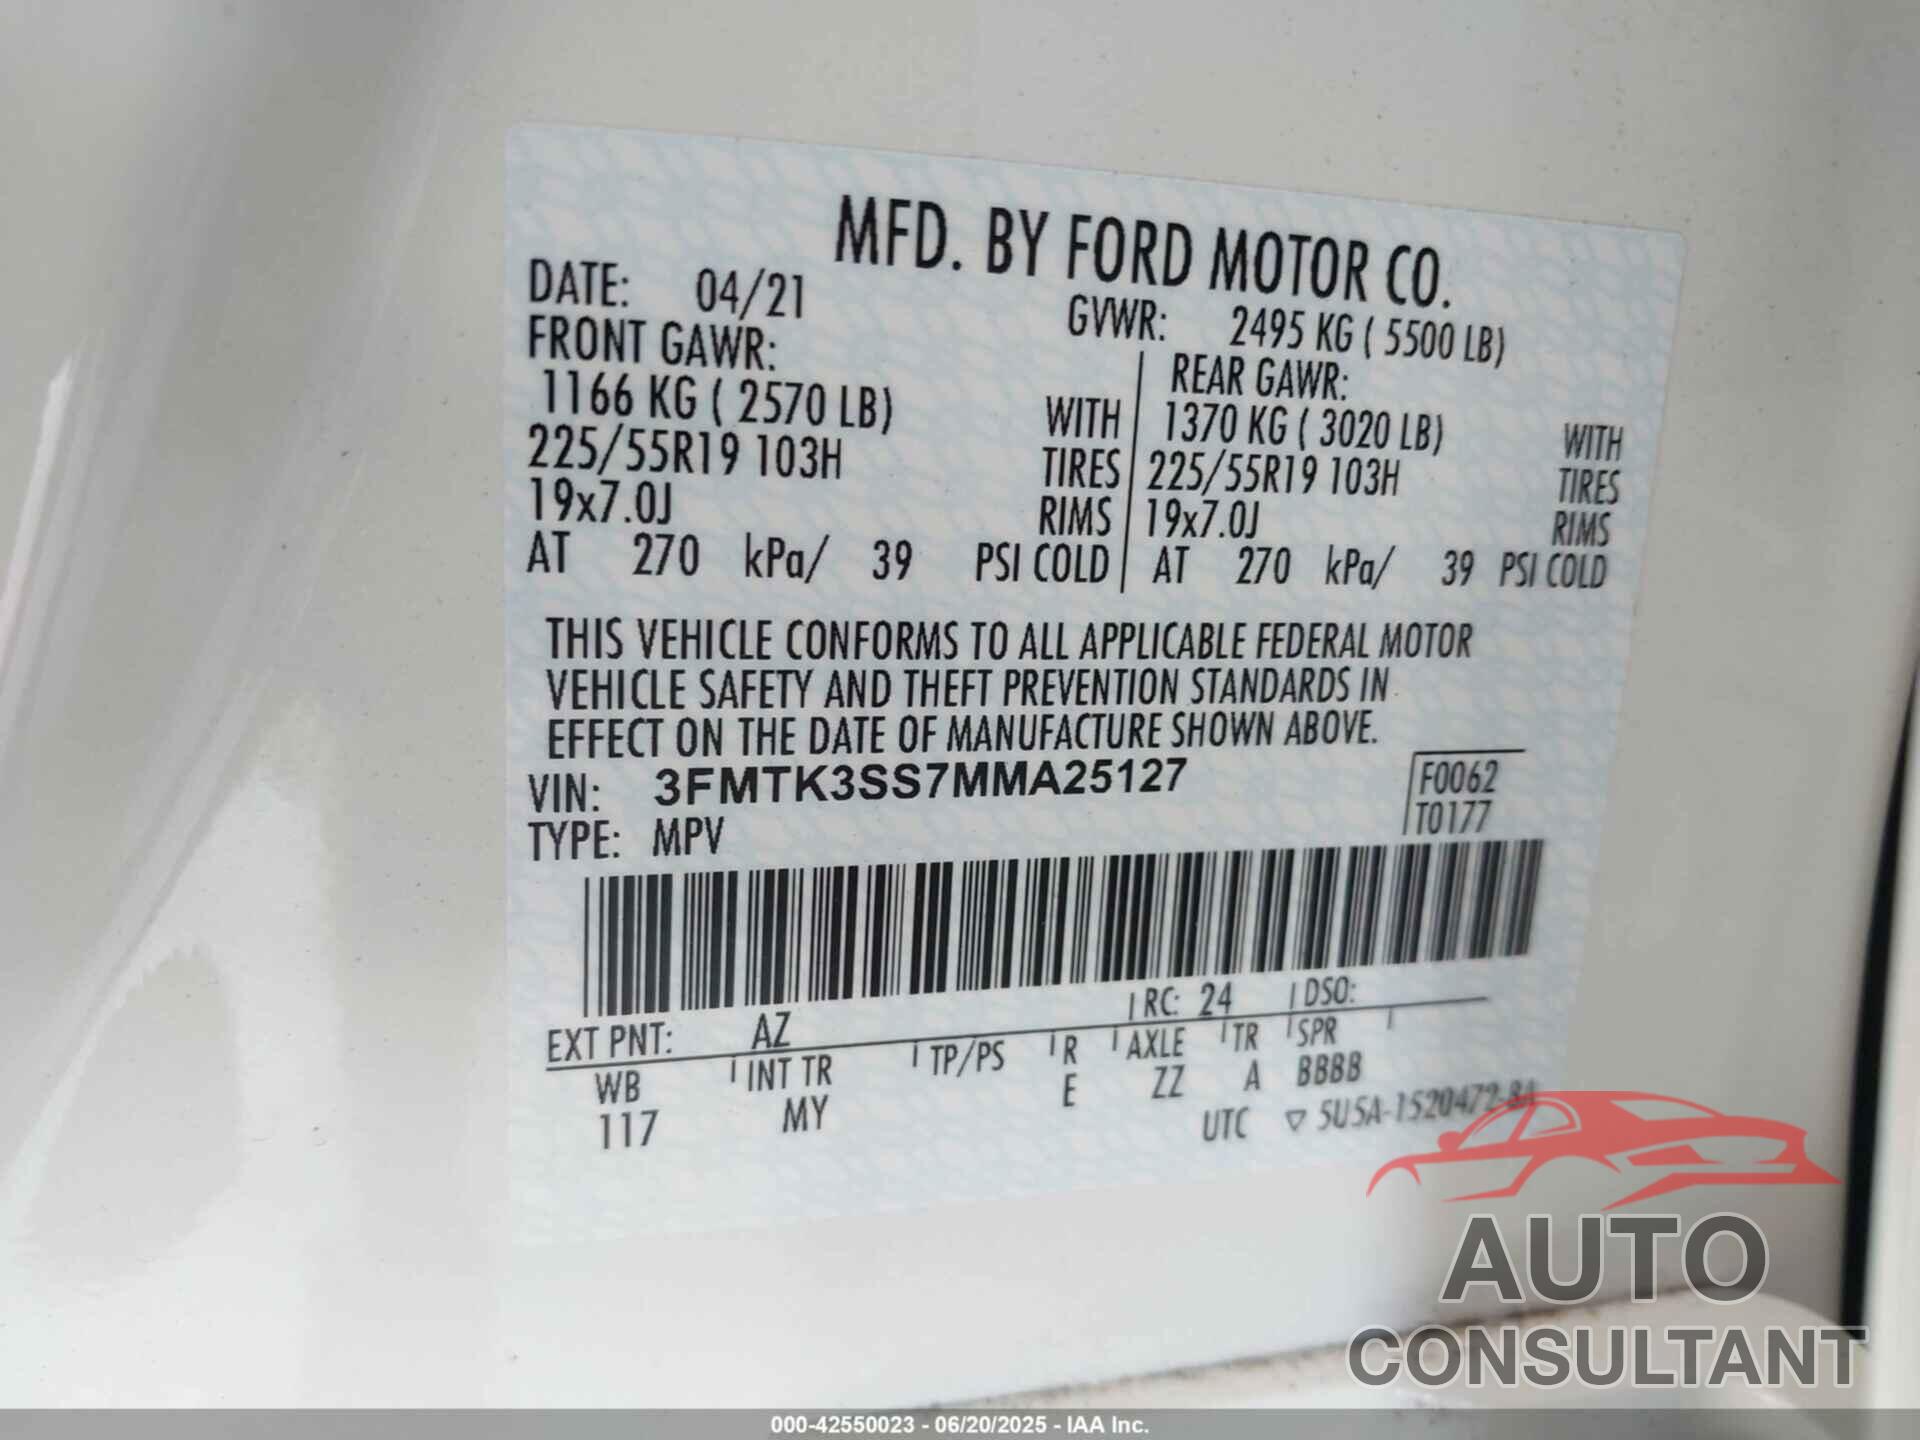 MFD. BY FORD MOTOR CO.
DATE: 04/21 GVWR: 2495 KG ( 5500 LB)
FRONT GAWR: REAR GAWR:
1166 KG ( 2570 LB) WITH 1370 KG ( 3020 LB) WITH
225/55R19 103H TIRES 225/55R19 103H TIRES
19x7.0J RIMS 19x7.0J RIMS
AT 270 kPa/ 39 PSI COLD AT 270 kPa/ 39 PSI COLD
THIS VEHICLE CONFORMS TO ALL APPLICABLE FEDERAL MOTOR
VEHICLE SAFETY AND THEFT PREVENTION STANDARDS IN
EFFECT ON THE DATE OF MANUFACTURE SHOWN ABOVE.
VIN: 3FMTK3SS7MMA25127 F0062
TYPE: MPV T0177
EXT PNT: AZ RC: 24 DSO:
WB INT TR TP/PS R AXLE TR SPR
117 MY E ZZ A BBBB
UTC ▽ 5U5A-1520472-BA
AUTO
CONSULTANT
000-42550023 - 06/20/2025 - IAA Inc.